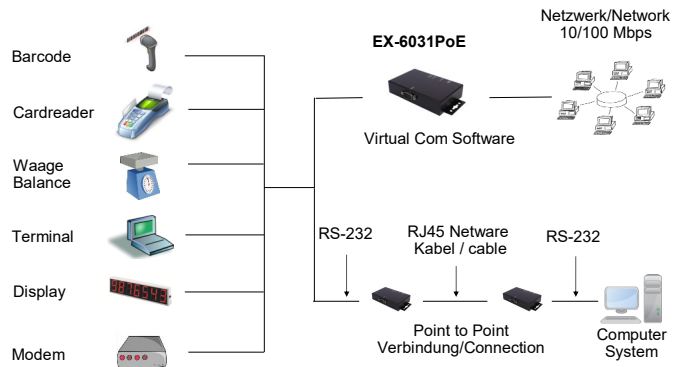 Netzwerk/Network
10/100 Mbps
EX-6031PoE
Barcode
Cardreader
Virtual Com Software
Waage
Balance
Terminal
RS-232
RJ45 Netware
Kabel / cable
RS-232
Display
9876543
Point to Point
Verbindung/Connection
Computer
System
Modem